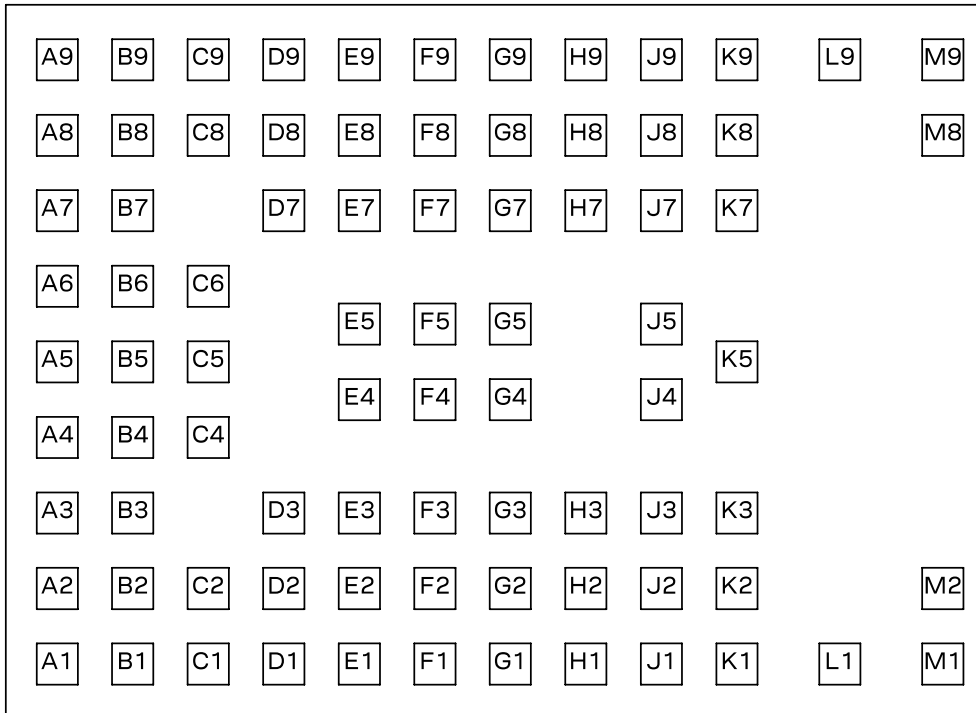 A9 B9 C9 D9 E9 F9 G9 H9 J9 K9 L9 M9
A8 B8 C8 D8 E8 F8 G8 H8 J8 K8 M8
A7 B7 D7 E7 F7 G7 H7 J7 K7
A6 B6 C6
E5 F5 G5 J5
A5 B5 C5 K5
E4 F4 G4 J4
A4 B4 C4
A3 B3 D3 E3 F3 G3 H3 J3 K3
A2 B2 C2 D2 E2 F2 G2 H2 J2 K2 M2
A1 B1 C1 D1 E1 F1 G1 H1 J1 K1 L1 M1